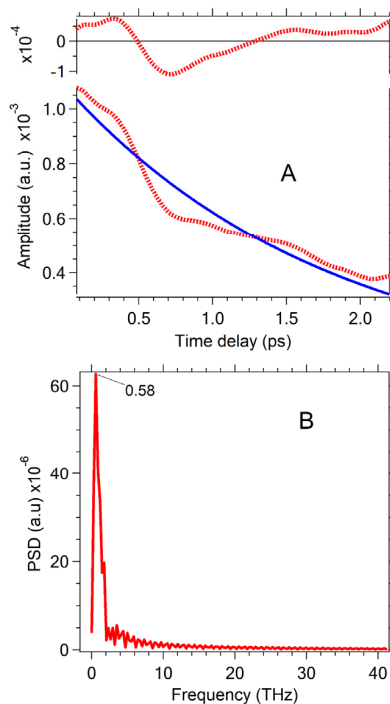 x10⁻⁴
0
-1
Amplitude (a.u.) x10⁻³
1.0
0.8
0.6
0.4
A
0.5 1.0 1.5 2.0
Time delay (ps)
PSD (a.u) x10⁻⁶
60
40
20
0
0.58
B
0 10 20 30 40
Frequency (THz)